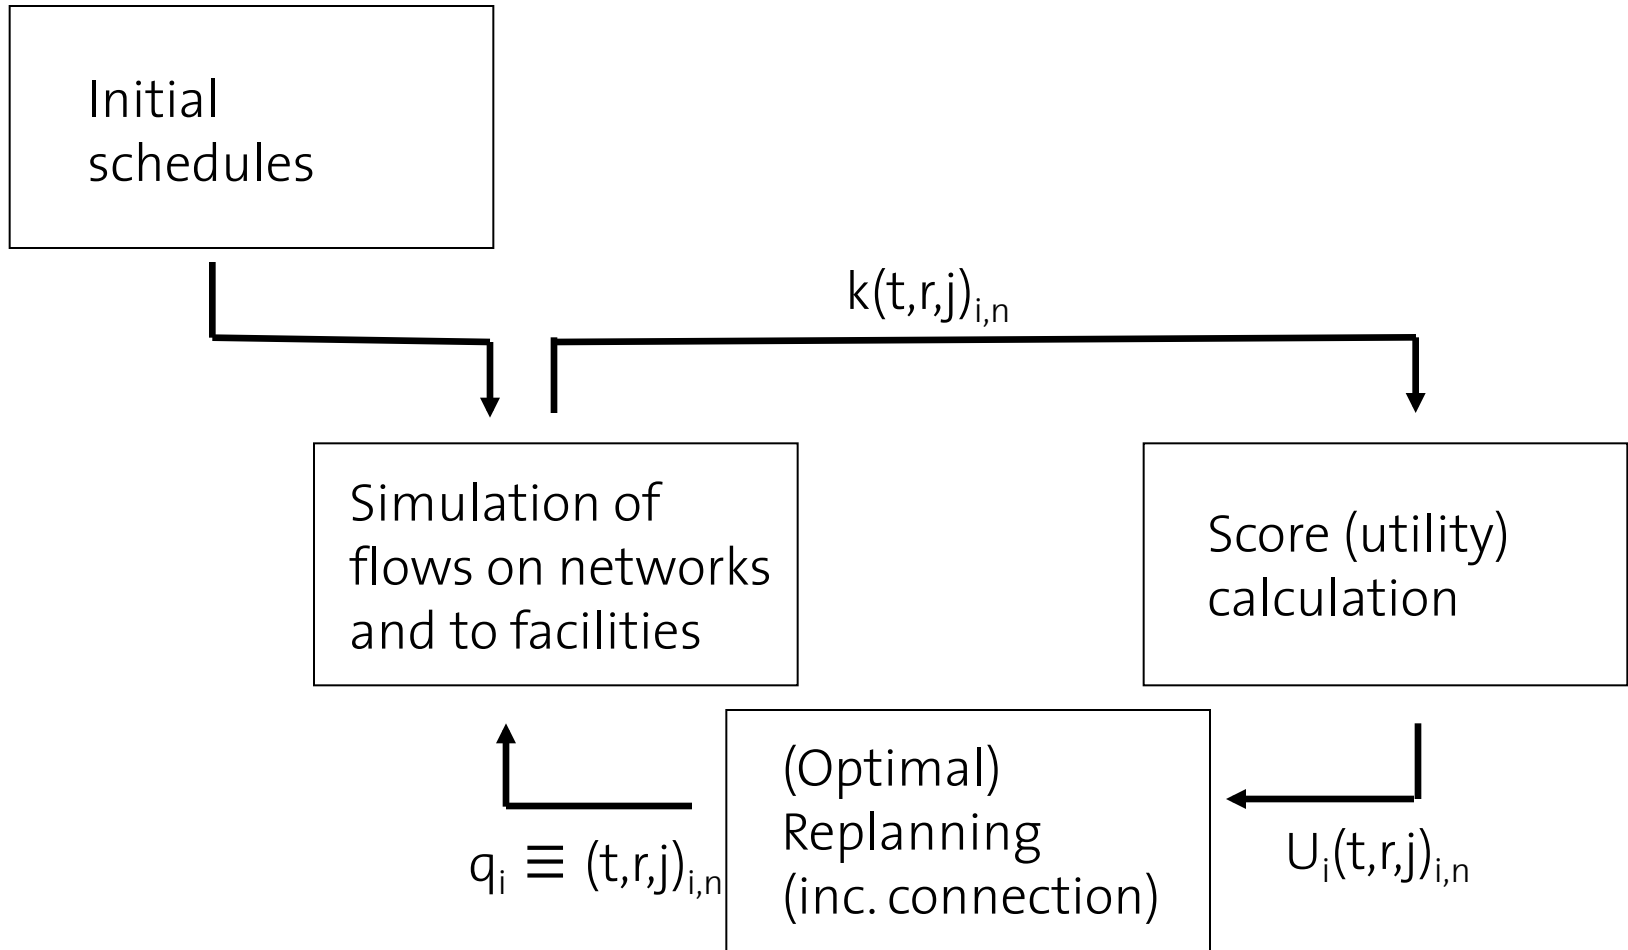 Initial
schedules
k(t,r,j)i,n
Simulation of
flows on networks
and to facilities
Score (utility)
calculation
(Optimal)
Replanning
(inc. connection)
qi ≡ (t,r,j)i,n
Ui(t,r,j)i,n